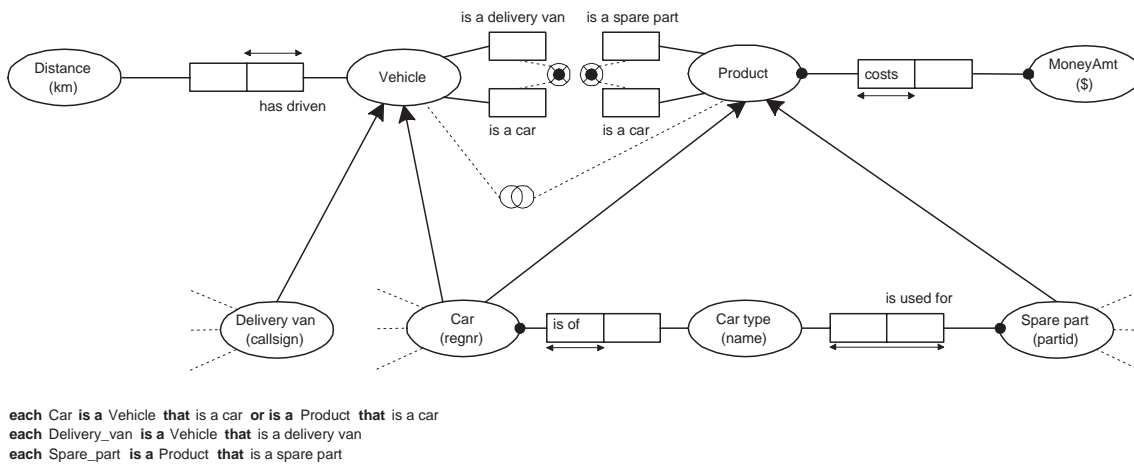 is a delivery van
is a spare part
Distance
(km)
has driven
Vehicle
is a car
is a car
Product
costs
MoneyAmt
($)
Delivery van
(callsign)
Car
(regnr)
is of
Car type
(name)
is used for
Spare part
(partid)
each Car is a Vehicle that is a car or is a Product that is a car
each Delivery_van is a Vehicle that is a delivery van
each Spare_part is a Product that is a spare part